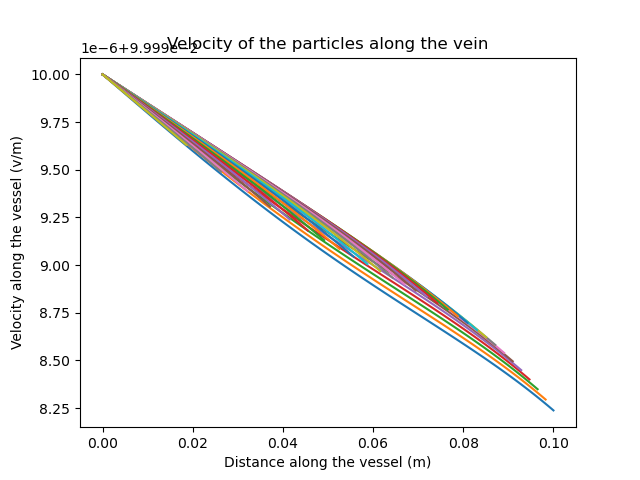 Velocity of the particles along the vein
1e-6+9.999e-2
10.00
9.75
9.50
9.25
9.00
8.75
8.50
8.25
Velocity along the vessel (v/m)
0.00 0.02 0.04 0.06 0.08 0.10
Distance along the vessel (m)